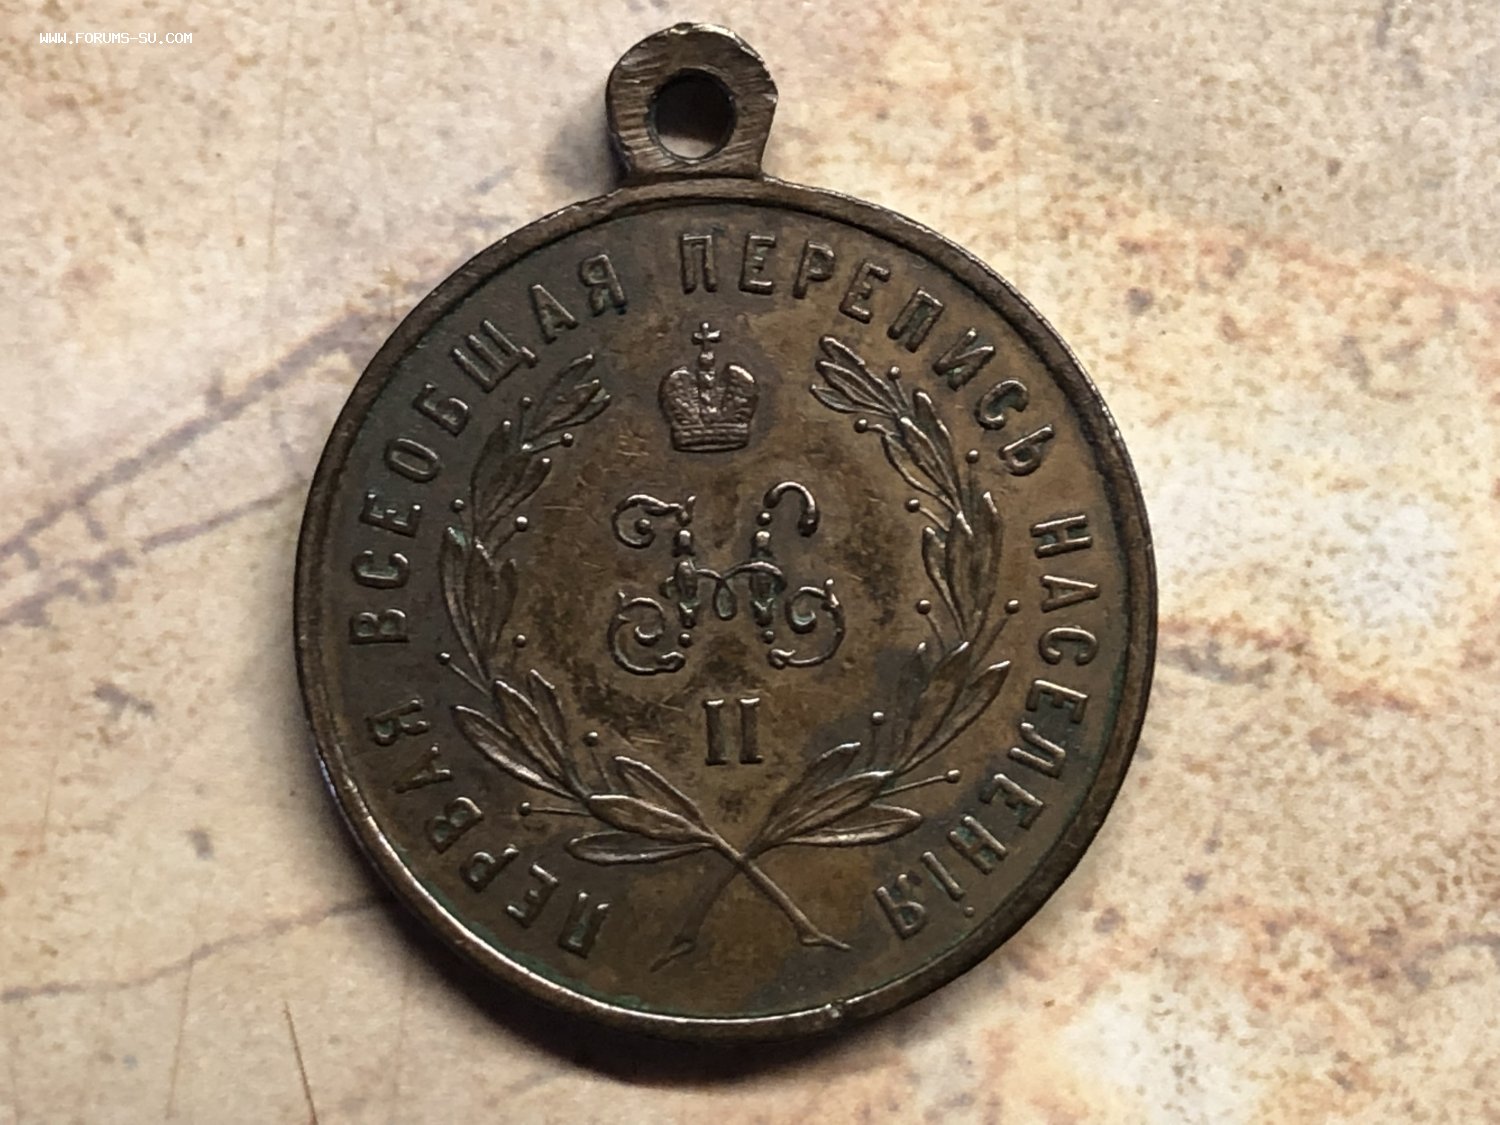 WWW.FORUMS-SU.COM
ПЕРВАЯ ВСЕОБЩАЯ ПЕРЕПИСЬ НАСЕЛЕНІЯ
Н
II